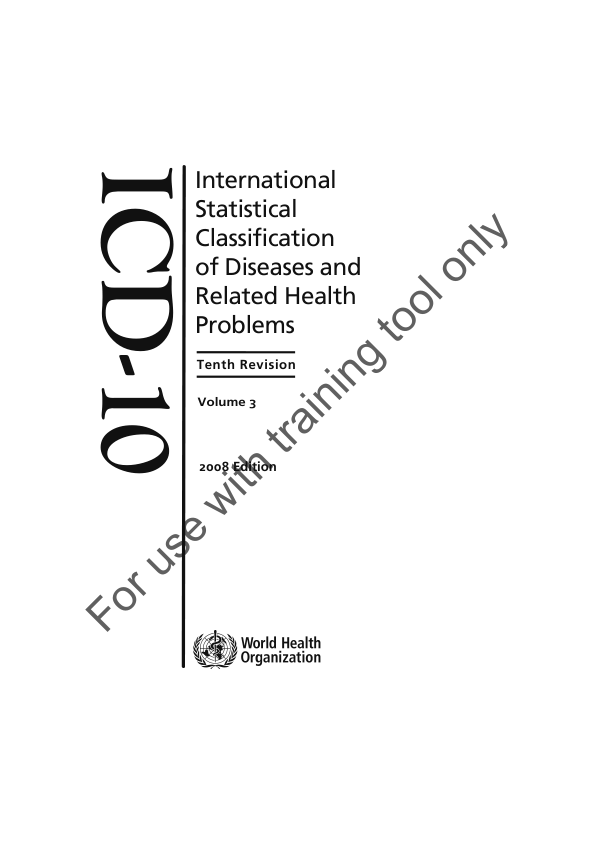 ICD-10
International
Statistical
Classification
of Diseases and
Related Health
Problems
Tenth Revision
Volume 3
2008 Edition
For use with training tool only
World Health
Organization